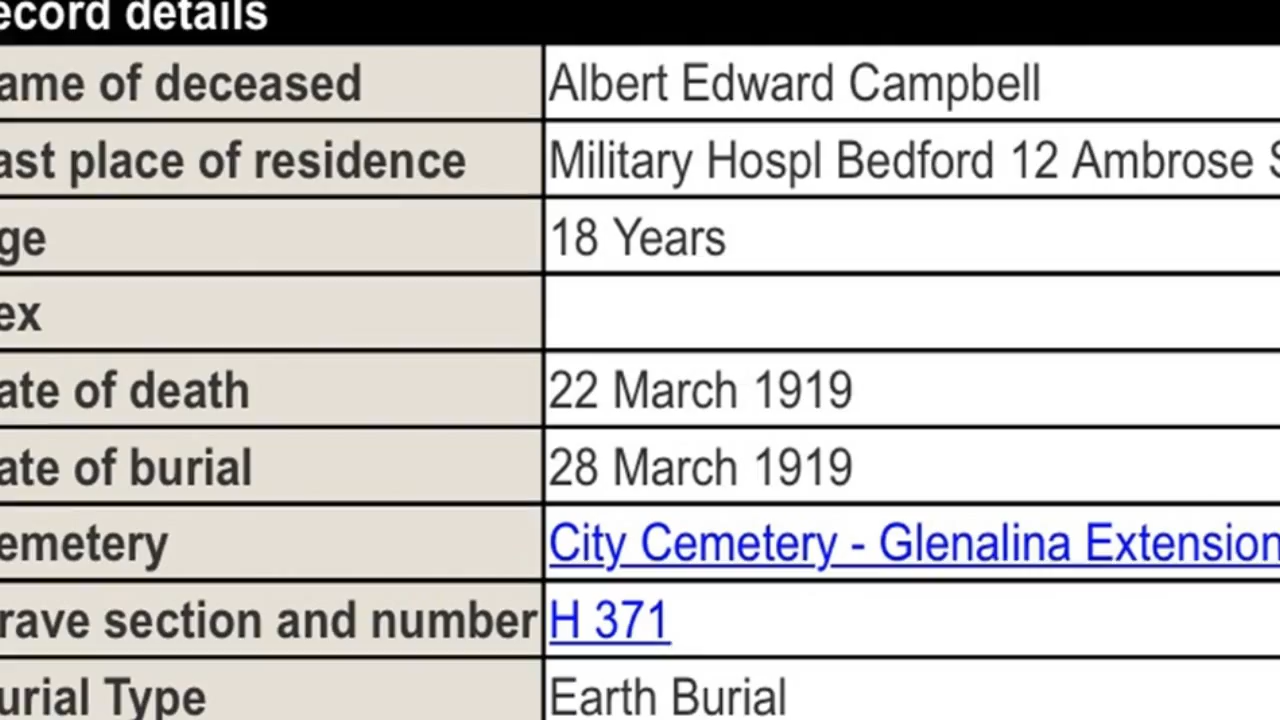 ecord details
ame of deceased Albert Edward Campbell
ast place of residence Military Hospl Bedford 12 Ambrose S
ge 18 Years
ex
ate of death 22 March 1919
ate of burial 28 March 1919
emetery City Cemetery - Glenalina Extension
rave section and number H 371
urial Type Earth Burial